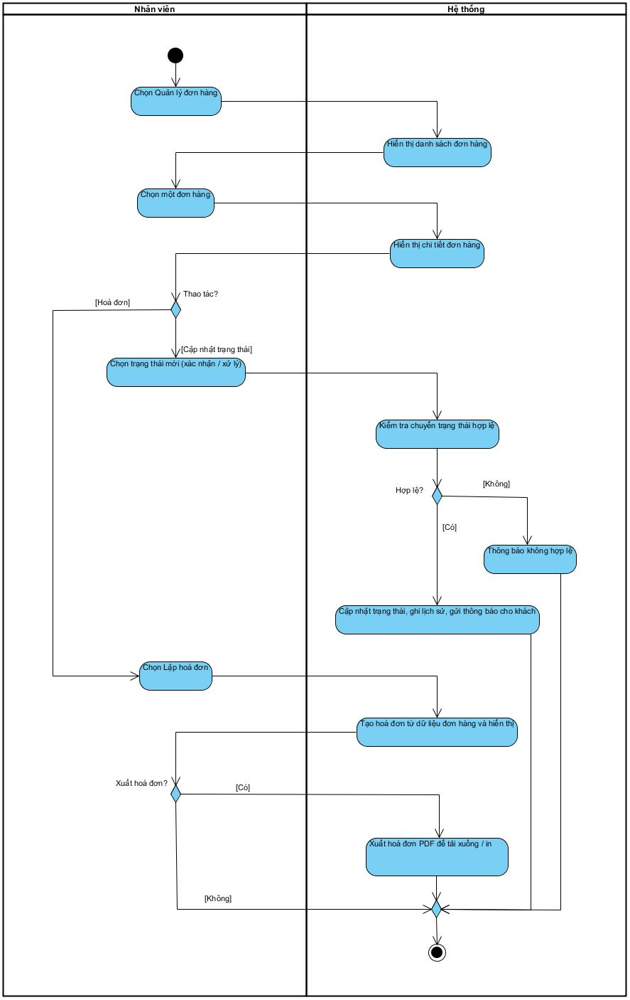 Nhân viên
Hệ thống
Chọn Quản lý đơn hàng
Hiển thị danh sách đơn hàng
Chọn một đơn hàng
Hiển thị chi tiết đơn hàng
Thao tác?
[Hoá đơn]
[Cập nhật trạng thái]
Chọn trạng thái mới (xác nhận / xử lý)
Kiểm tra chuyển trạng thái hợp lệ
Hợp lệ?
[Không]
[Có]
Thông báo không hợp lệ
Cập nhật trạng thái, ghi lịch sử, gửi thông báo cho khách
Chọn Lập hoá đơn
Tạo hoá đơn từ dữ liệu đơn hàng và hiển thị
Xuất hoá đơn?
[Có]
Xuất hoá đơn PDF để tải xuống / in
[Không]